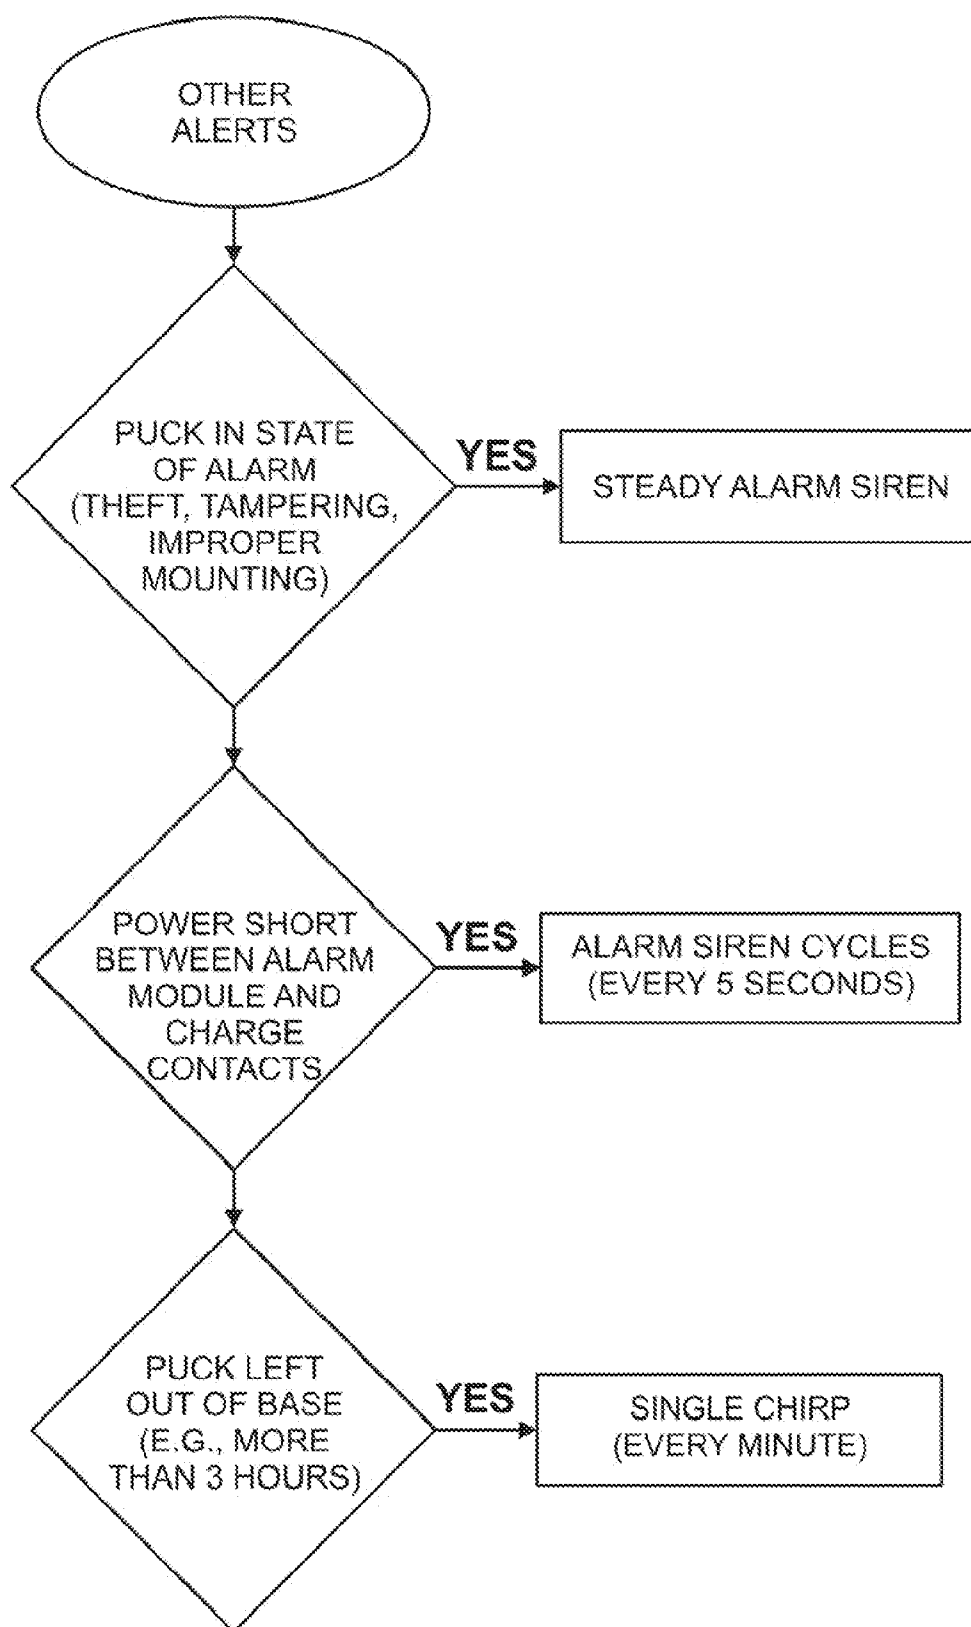 OTHER
ALERTS
PUCK IN STATE
OF ALARM
(THEFT, TAMPERING,
IMPROPER
MOUNTING)
YES
STEADY ALARM SIREN
POWER SHORT
BETWEEN ALARM
MODULE AND
CHARGE
CONTACTS
YES
ALARM SIREN CYCLES
(EVERY 5 SECONDS)
PUCK LEFT
OUT OF BASE
(E.G., MORE
THAN 3 HOURS)
YES
SINGLE CHIRP
(EVERY MINUTE)